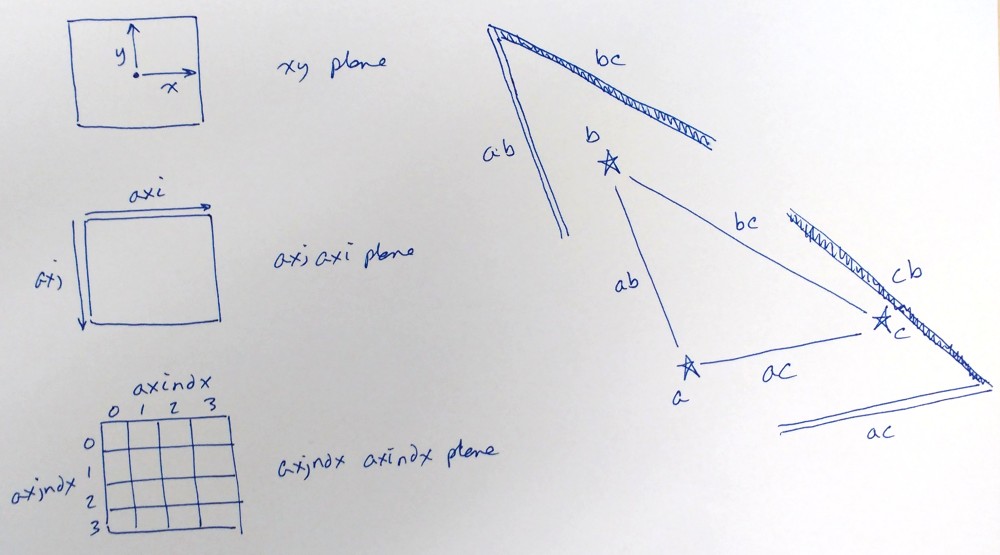 y
x
xy plane
axi
axj
axj axi plane
axindx
0 1 2 3
0
1
2
3
axjndx
axjndx axindx plane
bc
ab
b
bc
ab
a
ac
c
cb
ac